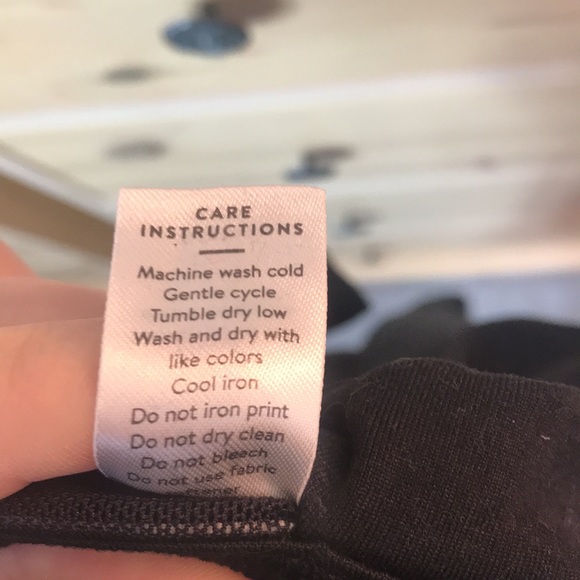 CARE
INSTRUCTIONS
Machine wash cold
Gentle cycle
Tumble dry low
Wash and dry with
like colors
Cool iron
Do not iron print
Do not dry clean
Do not bleach
Do not use fabric